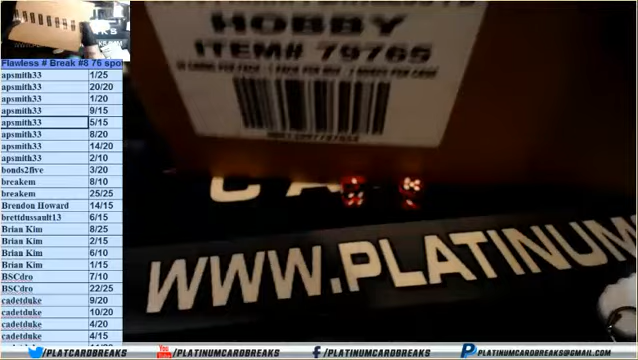 HOBBY
ITEM# 79765
Flawless # Break #8 76 spo
apsmith33 1/25
apsmith33 20/20
apsmith33 1/20
apsmith33 9/15
apsmith33 5/15
apsmith33 8/20
apsmith33 14/20
apsmith33 2/10
bonds2five 3/20
breakem 8/10
breakem 25/25
Brendon Howard 14/15
brettdussault13 6/15
Brian Kim 8/25
Brian Kim 2/15
Brian Kim 6/10
Brian Kim 1/15
BSCdro 7/10
BSCdro 22/25
cadetduke 9/20
cadetduke 10/20
cadetduke 4/20
cadetduke 4/15
WWW.PLATINUM
/PLATCARDBREAKS
/PLATINUMCARDBREAKS
/PLATINUMCARDBREAKS
PLATINUMCARDBREAKS@GMAIL.COM